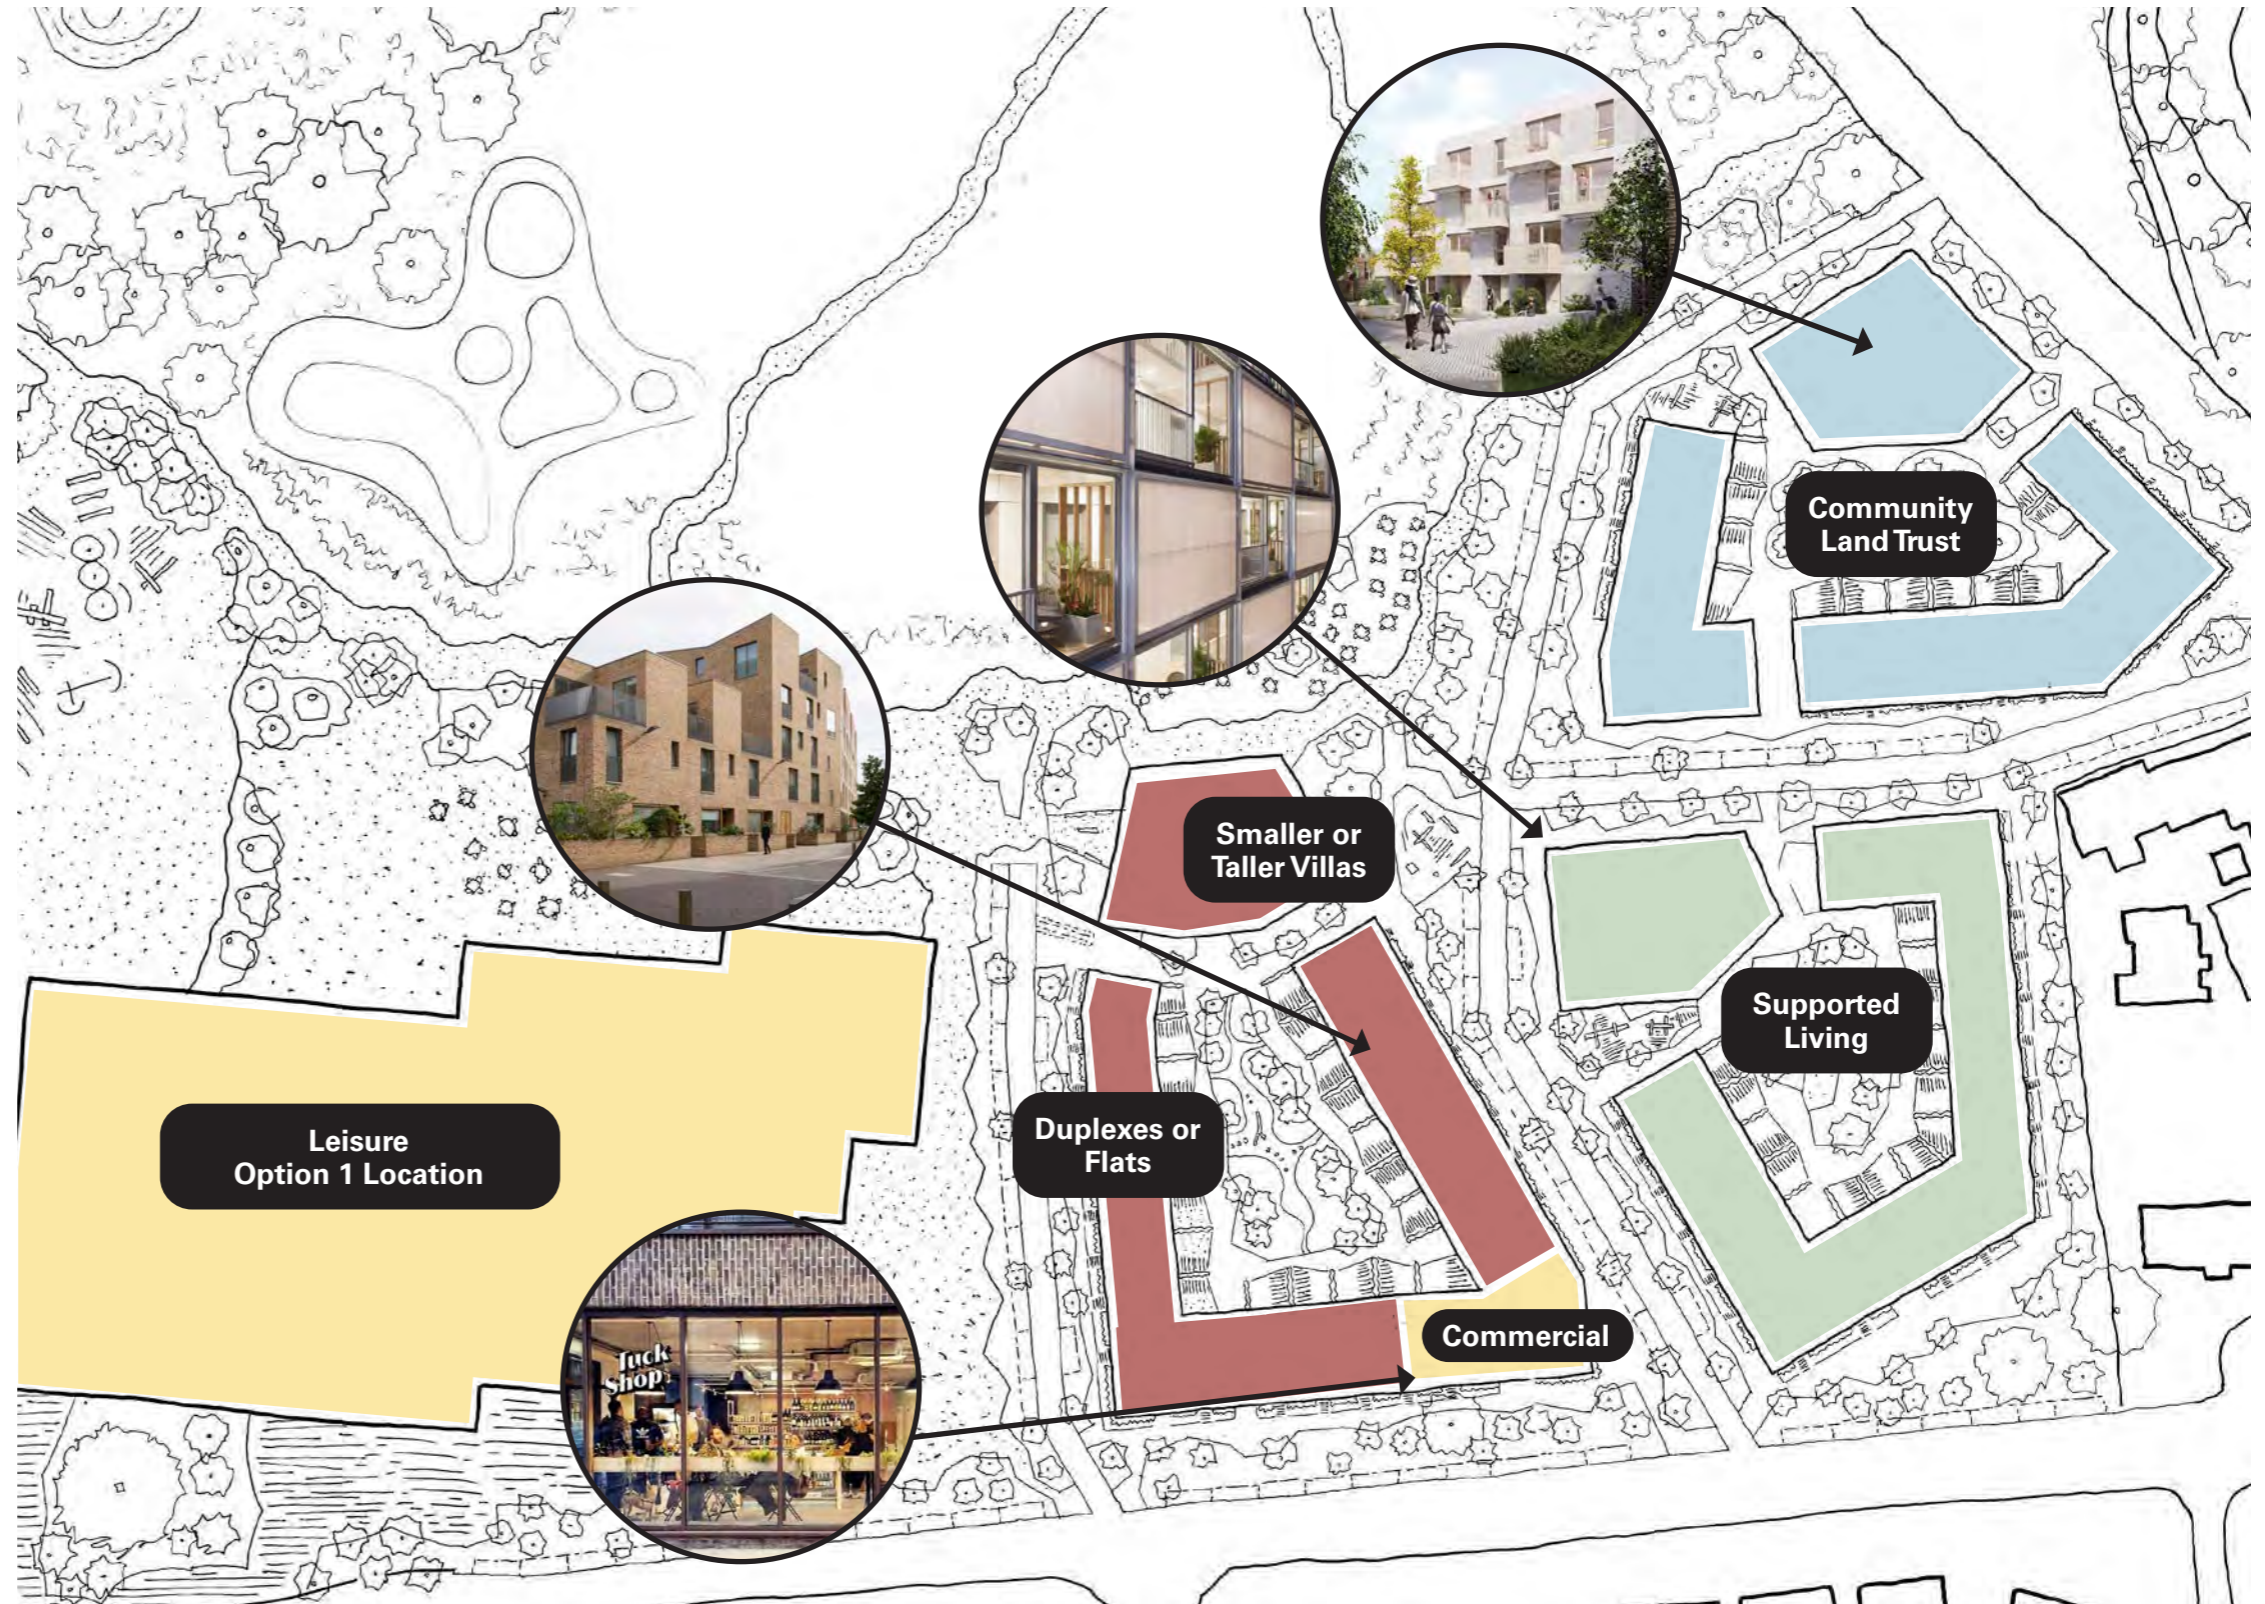 Community
Land Trust
Smaller or
Taller Villas
Supported
Living
Duplexes or
Flats
Leisure
Option 1 Location
Commercial
Tuck
Shop